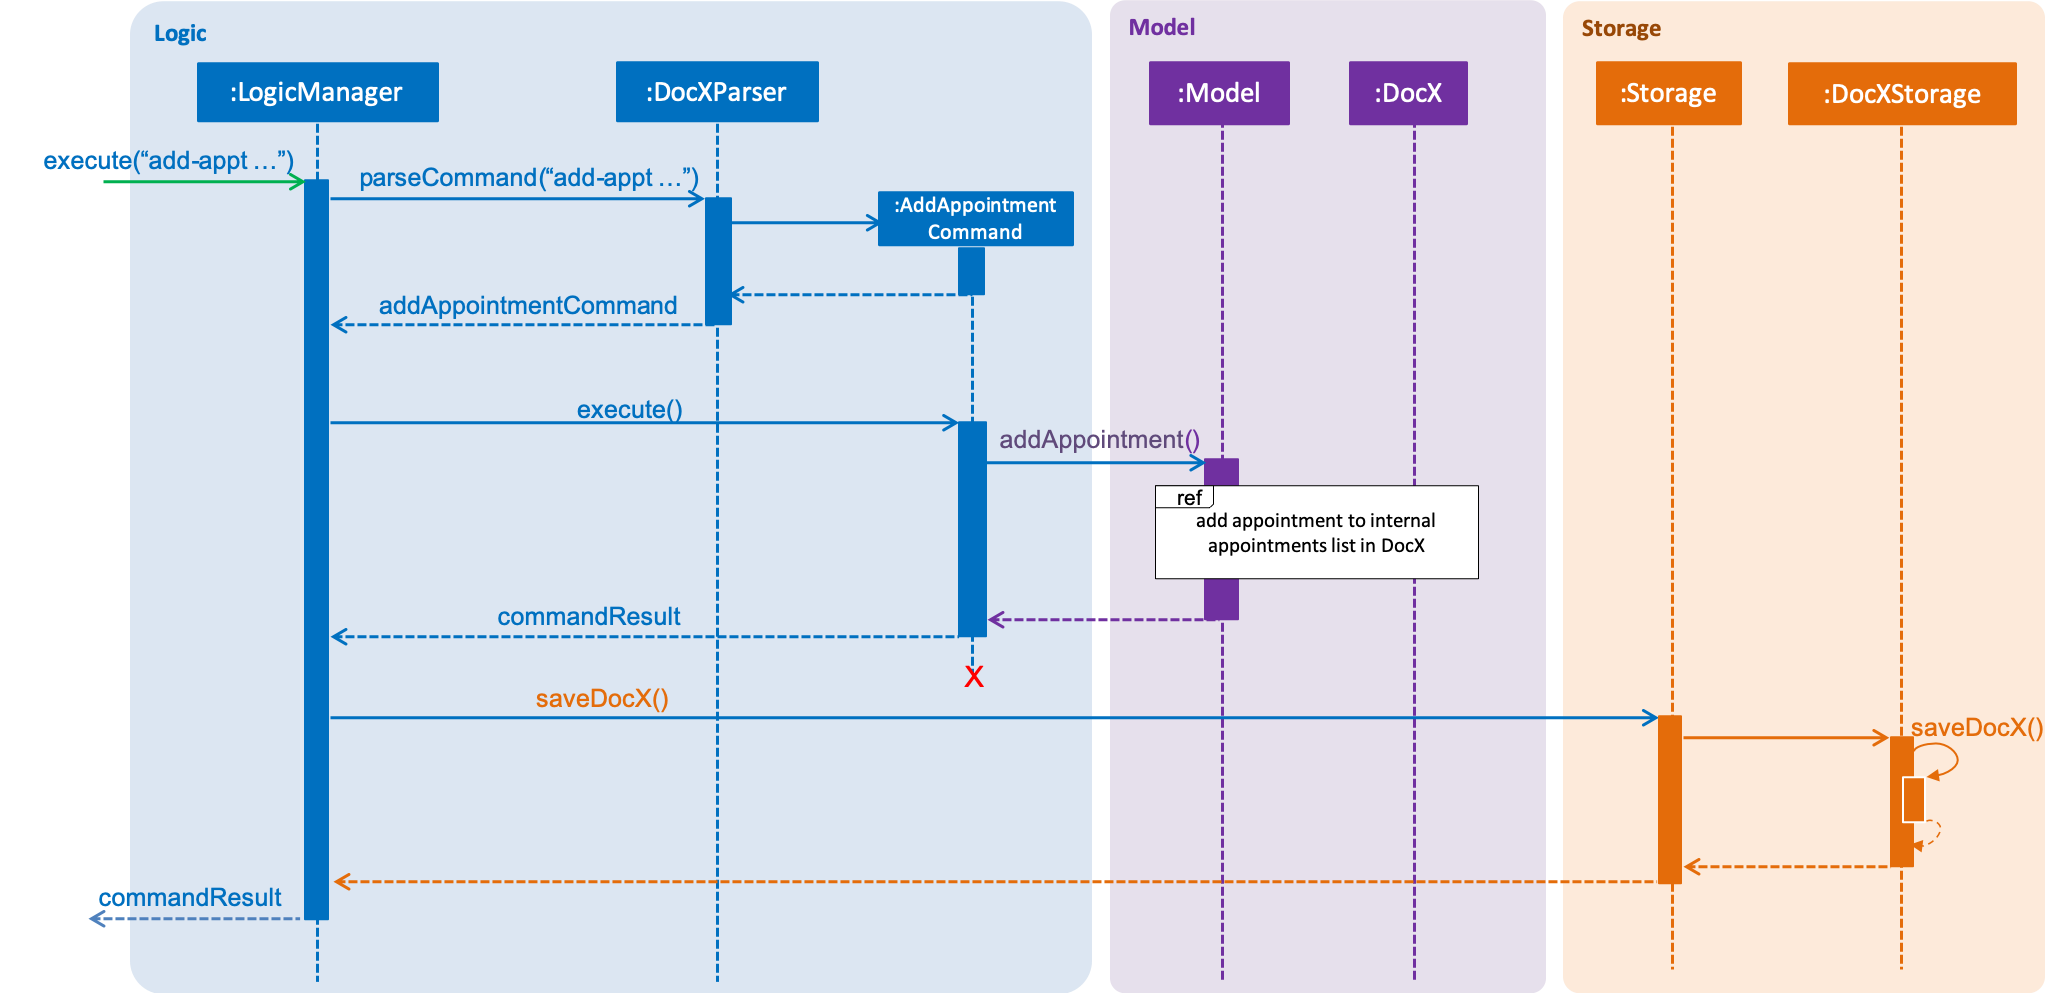 Logic
Model
Storage
:LogicManager
:DocXParser
:Model
:DocX
:Storage
:DocXStorage
execute(“add-appt ...”)
parseCommand(“add-appt ...”)
:AddAppointment
Command
addAppointmentCommand
execute()
addAppointment()
ref
add appointment to internal
appointments list in DocX
commandResult
X
saveDocX()
saveDocX()
commandResult